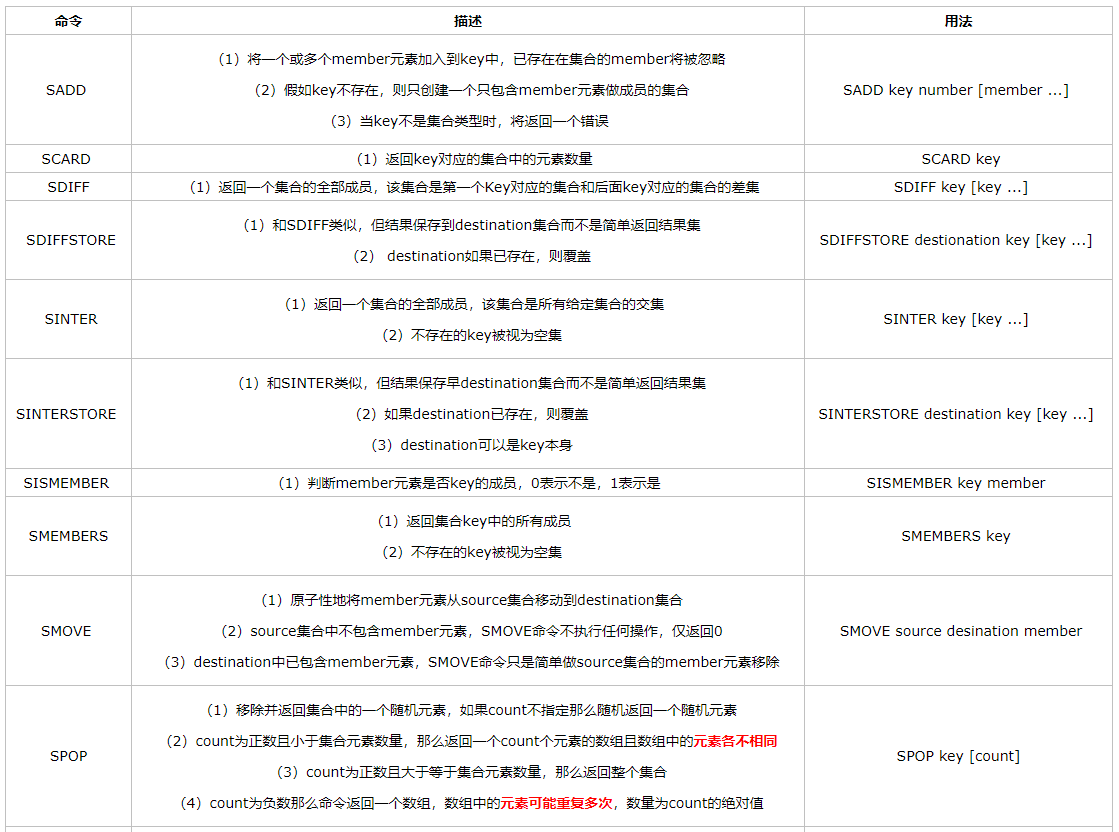 命令 描述 用法
（1）将一个或多个member元素加入到key中，已存在在集合的member将被忽略
SADD （2）假如key不存在，则只创建一个只包含member元素做成员的集合 SADD key number [member ...]
（3）当key不是集合类型时，将返回一个错误
SCARD （1）返回key对应的集合中的元素数量 SCARD key
SDIFF （1）返回一个集合的全部成员，该集合是第一个Key对应的集合和后面key对应的集合的差集 SDIFF key [key ...]
（1）和SDIFF类似，但结果保存到destination集合而不是简单返回结果集
SDIFFSTORE SDIFFSTORE destionation key [key ...]
（2） destination如果已存在，则覆盖
（1）返回一个集合的全部成员，该集合是所有给定集合的交集
SINTER SINTER key [key ...]
（2）不存在的key被视为空集
（1）和SINTER类似，但结果保存早destination集合而不是简单返回结果集
SINTERSTORE （2）如果destination已存在，则覆盖 SINTERSTORE destination key [key ...]
（3）destination可以是key本身
SISMEMBER （1）判断member元素是否key的成员，0表示不是，1表示是 SISMEMBER key member
（1）返回集合key中的所有成员
SMEMBERS SMEMBERS key
（2）不存在的key被视为空集
（1）原子性地将member元素从source集合移动到destination集合
SMOVE （2）source集合中不包含member元素，SMOVE命令不执行任何操作，仅返回0 SMOVE source desination member
（3）destination中已包含member元素，SMOVE命令只是简单做source集合的member元素移除
（1）移除并返回集合中的一个随机元素，如果count不指定那么随机返回一个随机元素
（2）count为正数且小于集合元素数量，那么返回一个count个元素的数组且数组中的元素各不相同
SPOP SPOP key [count]
（3）count为正数且大于等于集合元素数量，那么返回整个集合
（4）count为负数那么命令返回一个数组，数组中的元素可能重复多次，数量为count的绝对值